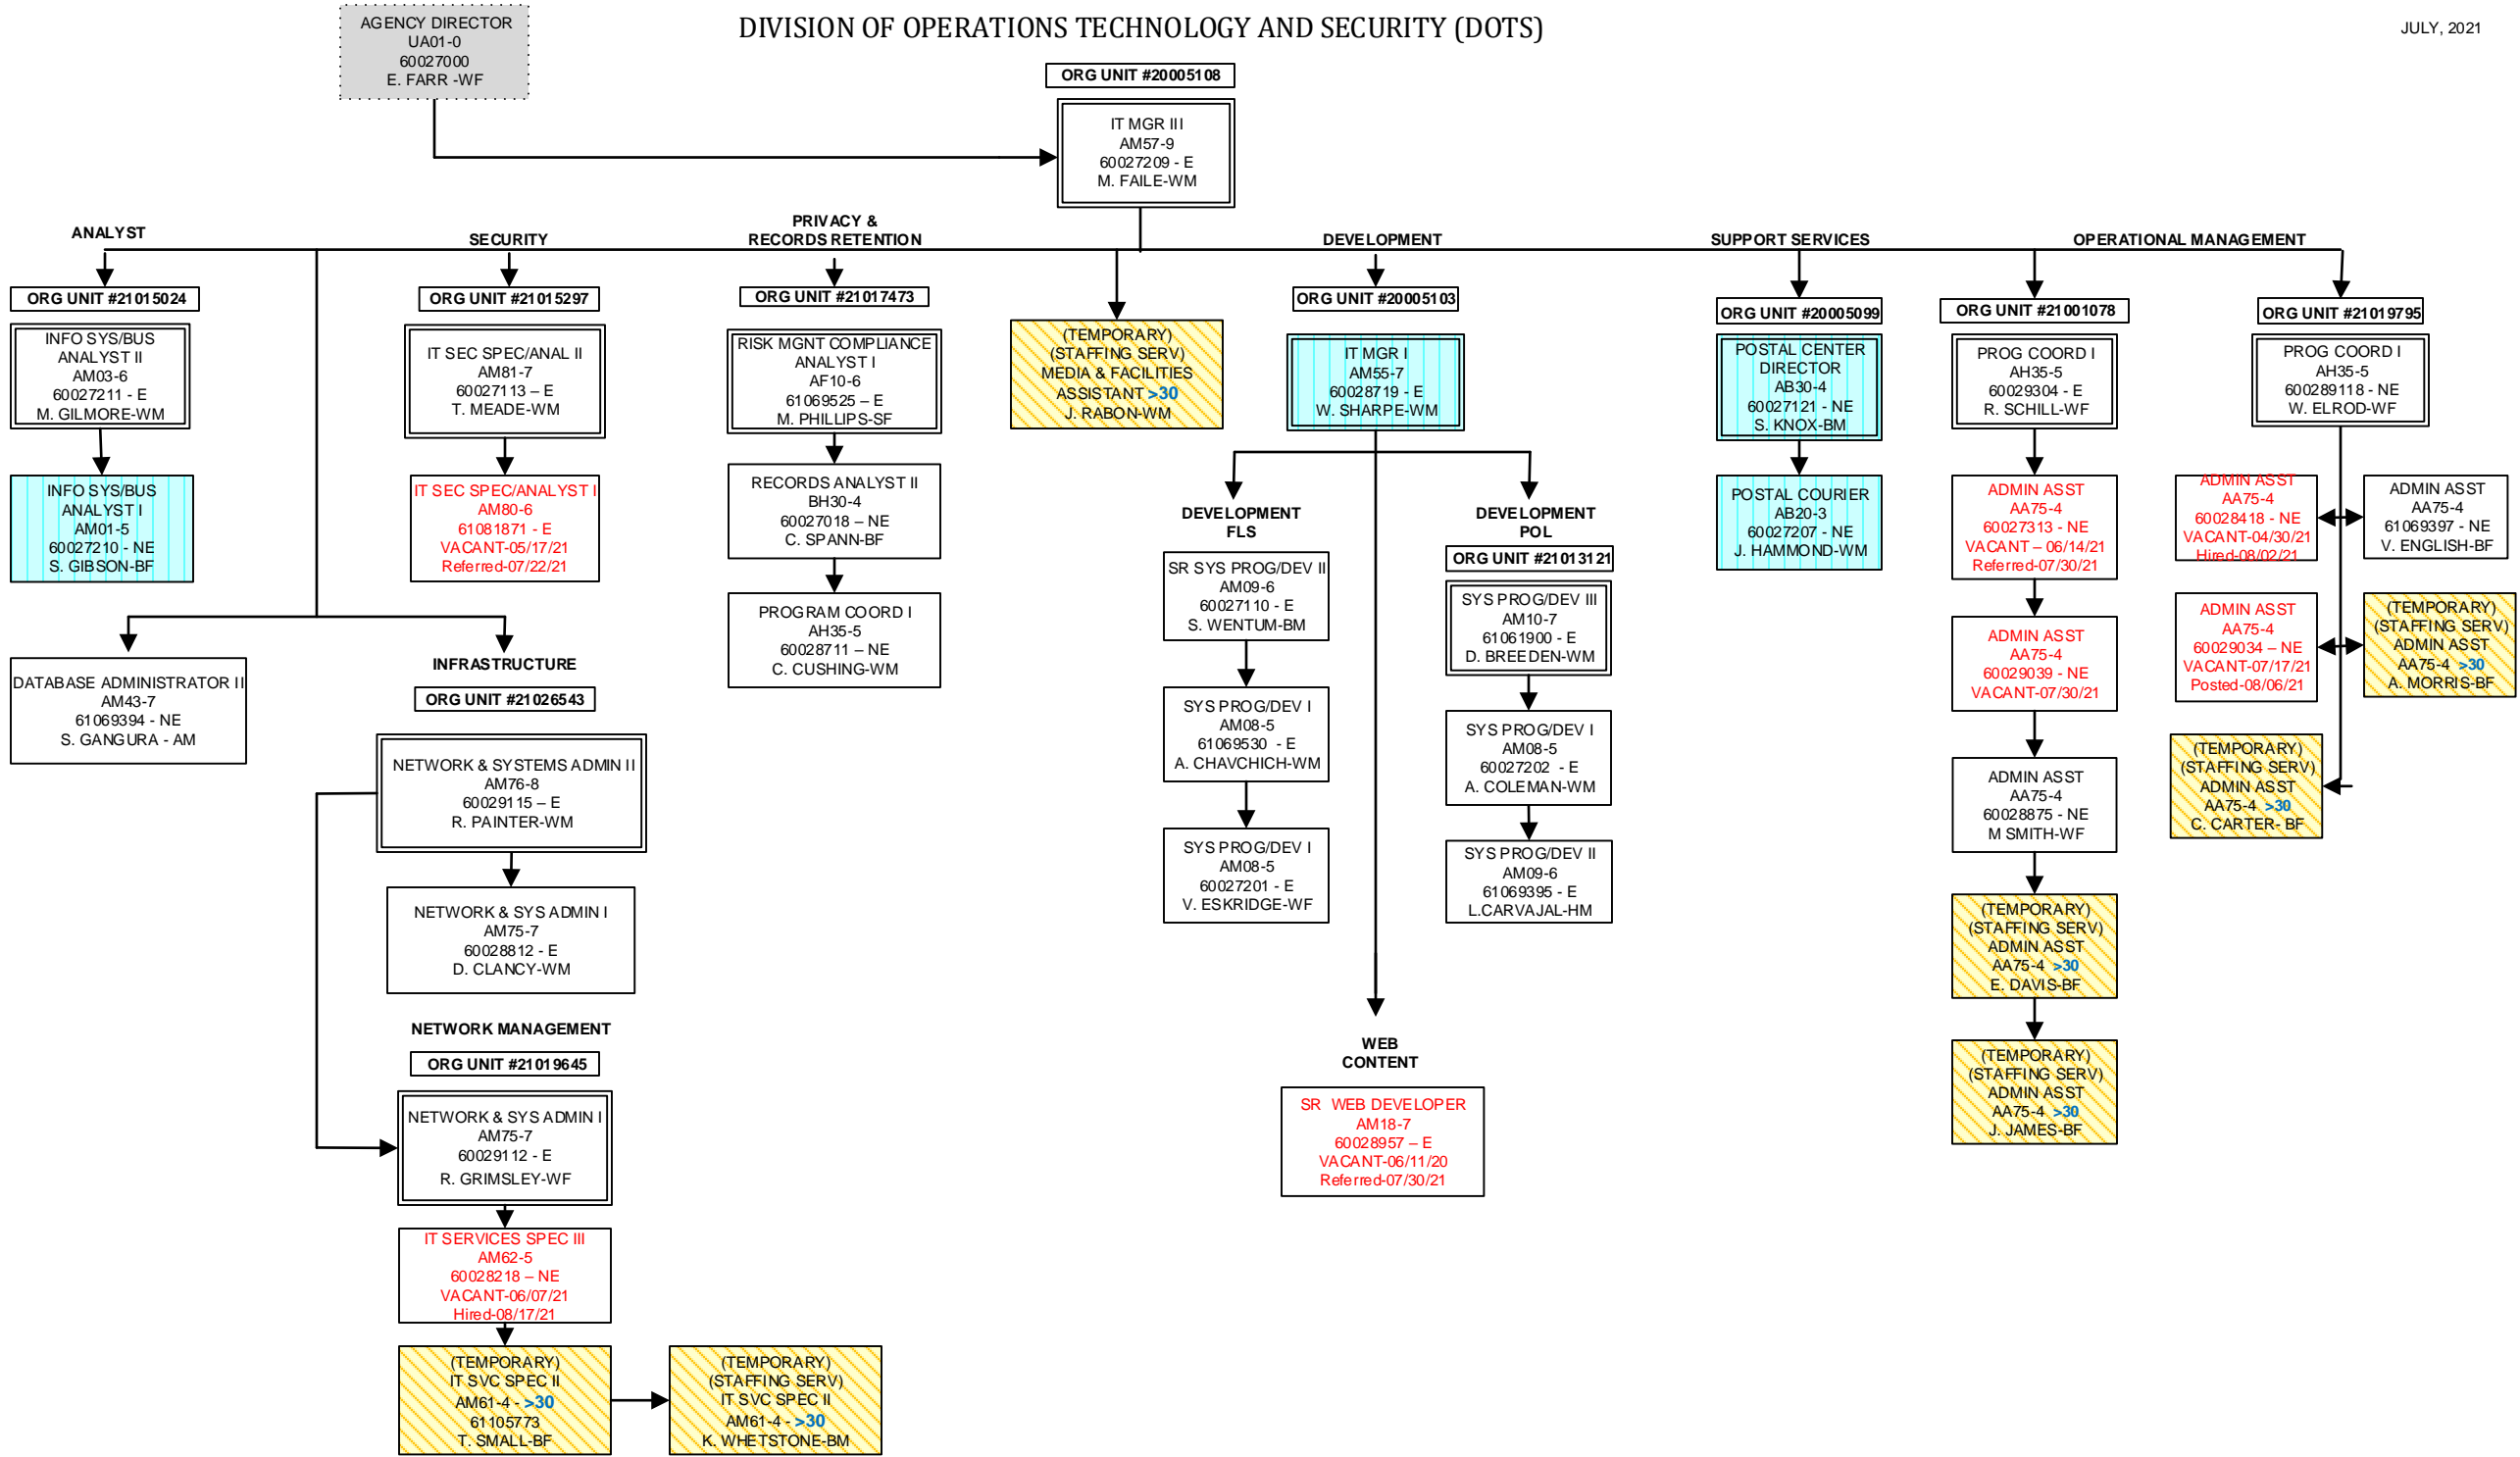 DIVISION OF OPERATIONS TECHNOLOGY AND SECURITY (DOTS)
JULY, 2021
AGENCY DIRECTOR
UA01-0
60027000
E. FARR -WF
ORG UNIT #20005108
IT MGR III
AM57-9
60027209 - E
M. FAILE-WM
ANALYST
ORG UNIT #21015024
INFO SYS/BUS
ANALYST II
AM03-6
60027211 - E
M. GILMORE-WM
INFO SYS/BUS
ANALYST I
AM01-5
60027210 - NE
S. GIBSON-BF
DATABASE ADMINISTRATOR II
AM43-7
61069394 - NE
S. GANGURA - AM
SECURITY
ORG UNIT #21015297
IT SEC SPEC/ANAL II
AM81-7
60027113 – E
T. MEADE-WM
IT SEC SPEC/ANALYST I
AM80-6
61081871 - E
VACANT-05/17/21
Referred-07/22/21
INFRASTRUCTURE
ORG UNIT #21026543
NETWORK & SYSTEMS ADMIN II
AM76-8
60029115 – E
R. PAINTER-WM
NETWORK & SYS ADMIN I
AM75-7
60028812 - E
D. CLANCY-WM
NETWORK MANAGEMENT
ORG UNIT #21019645
NETWORK & SYS ADMIN I
AM75-7
60029112 - E
R. GRIMSLEY-WF
IT SERVICES SPEC III
AM62-5
60028218 – NE
VACANT-06/07/21
Hired-08/17/21
(TEMPORARY)
IT SVC SPEC II
AM61-4 - >30
61105773
T. SMALL-BF
(TEMPORARY)
(STAFFING SERV)
IT SVC SPEC II
AM61-4 - >30
K. WHETSTONE-BM
PRIVACY &
RECORDS RETENTION
ORG UNIT #21017473
RISK MGNT COMPLIANCE
ANALYST I
AF10-6
61069525 – E
M. PHILLIPS-SF
RECORDS ANALYST II
BH30-4
60027018 – NE
C. SPANN-BF
PROGRAM COORD I
AH35-5
60028711 – NE
C. CUSHING-WM
(TEMPORARY)
(STAFFING SERV)
MEDIA & FACILITIES
ASSISTANT >30
J. RABON-WM
DEVELOPMENT
ORG UNIT #20005103
IT MGR I
AM55-7
60028719 - E
W. SHARPE-WM
DEVELOPMENT
FLS
SR SYS PROG/DEV II
AM09-6
60027110 - E
S. WENTUM-BM
SYS PROG/DEV I
AM08-5
61069530  - E
A. CHAVCHICH-WM
SYS PROG/DEV I
AM08-5
60027201 - E
V. ESKRIDGE-WF
DEVELOPMENT
POL
ORG UNIT #21013121
SYS PROG/DEV III
AM10-7
61061900 - E
D. BREEDEN-WM
SYS PROG/DEV I
AM08-5
60027202  - E
A. COLEMAN-WM
SYS PROG/DEV II
AM09-6
61069395 - E
L.CARVAJAL-HM
WEB
CONTENT
SR  WEB DEVELOPER
AM18-7
60028957 – E
VACANT-06/11/20
Referred-07/30/21
SUPPORT SERVICES
ORG UNIT #20005099
POSTAL CENTER
DIRECTOR
AB30-4
60027121 - NE
S. KNOX-BM
POSTAL COURIER
AB20-3
60027207 - NE
J. HAMMOND-WM
OPERATIONAL MANAGEMENT
ORG UNIT #21001078
PROG COORD I
AH35-5
60029304 - E
R. SCHILL-WF
ADMIN ASST
AA75-4
60027313 - NE
VACANT – 06/14/21
Referred-07/30/21
ADMIN ASST
AA75-4
60029039 - NE
VACANT-07/30/21
ADMIN ASST
AA75-4
60028875 - NE
M SMITH-WF
(TEMPORARY)
(STAFFING SERV)
ADMIN ASST
AA75-4 >30
E. DAVIS-BF
(TEMPORARY)
(STAFFING SERV)
ADMIN ASST
AA75-4 >30
J. JAMES-BF
ORG UNIT #21019795
PROG COORD I
AH35-5
600289118 - NE
W. ELROD-WF
ADMIN ASST
AA75-4
60028418 - NE
VACANT-04/30/21
Hired-08/02/21
ADMIN ASST
AA75-4
61069397 - NE
V. ENGLISH-BF
ADMIN ASST
AA75-4
60029034 – NE
VACANT-07/17/21
Posted-08/06/21
(TEMPORARY)
(STAFFING SERV)
ADMIN ASST
AA75-4 >30
A. MORRIS-BF
(TEMPORARY)
(STAFFING SERV)
ADMIN ASST
AA75-4 >30
C. CARTER- BF